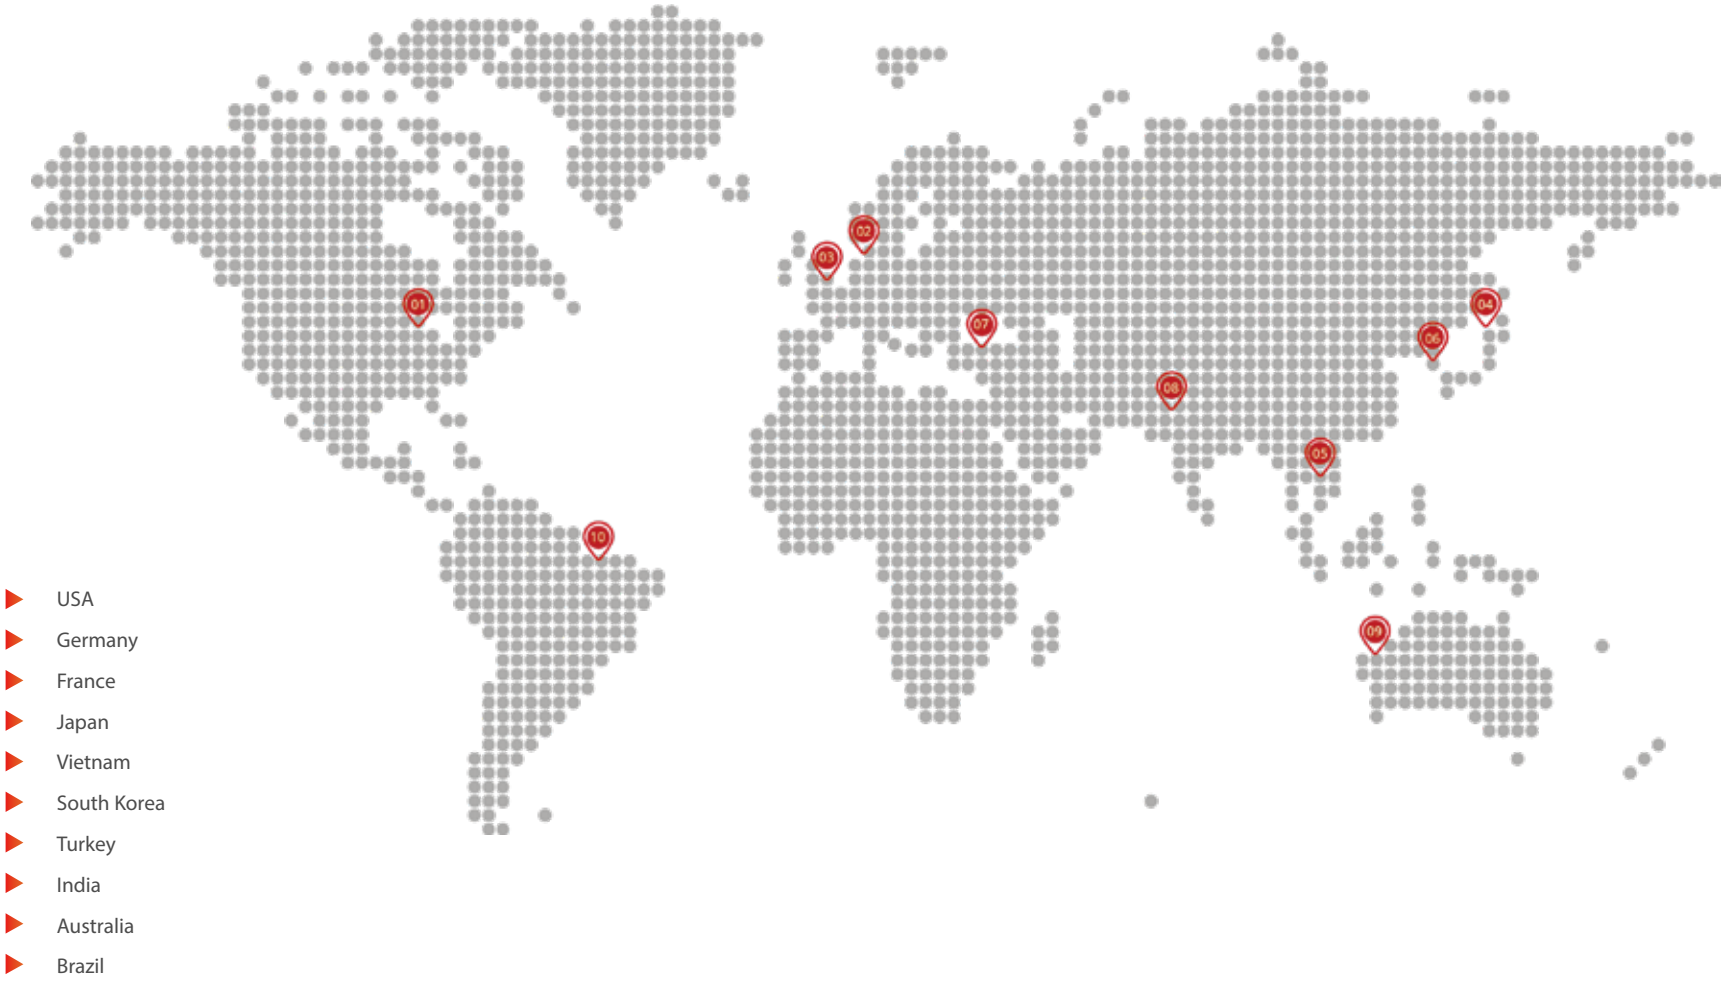 02
03
01
04
07
06
08
05
10
09
USA
Germany
France
Japan
Vietnam
South Korea
Turkey
India
Australia
Brazil